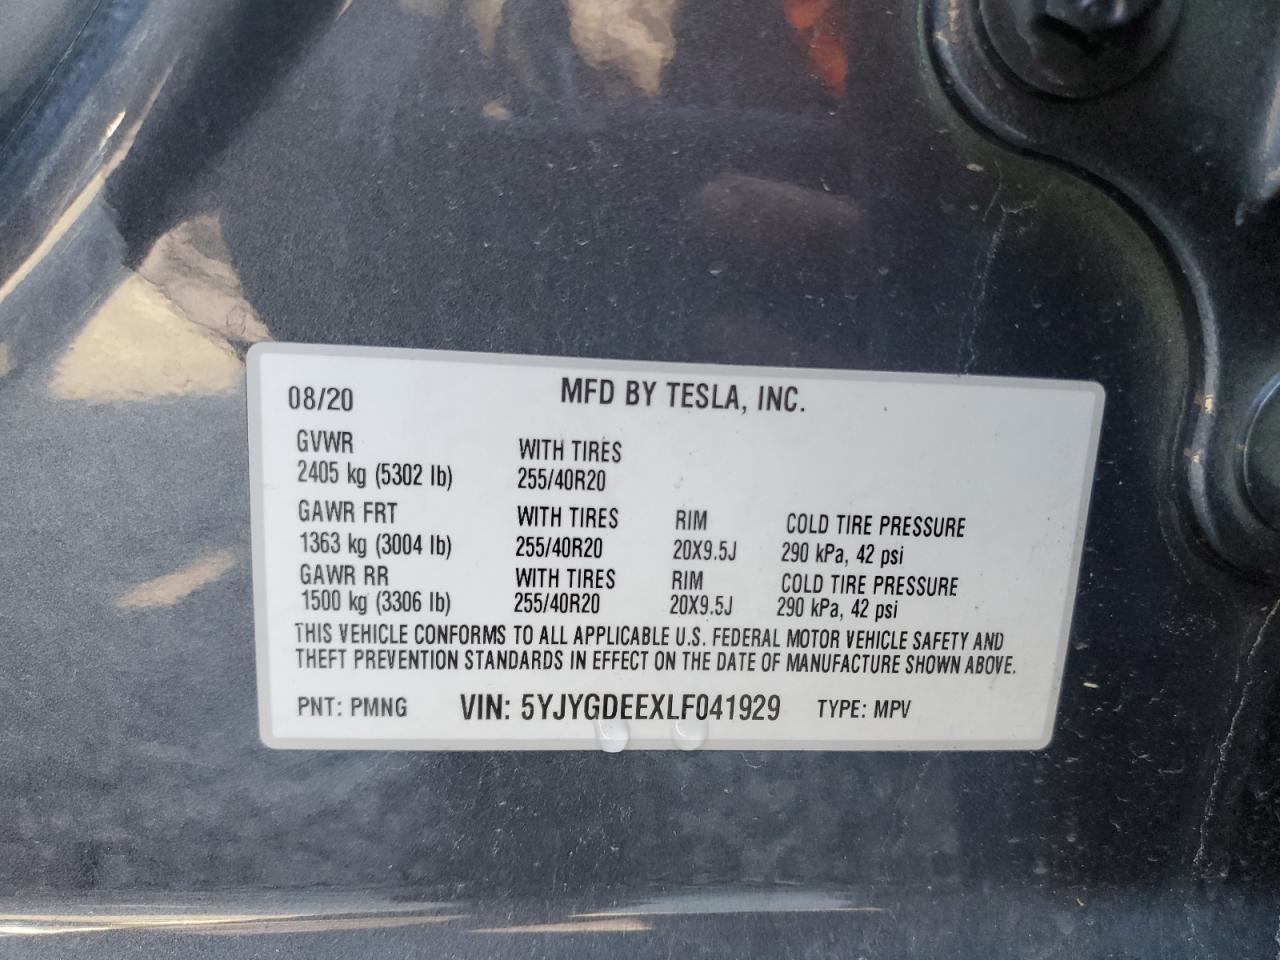 08/20 MFD BY TESLA, INC.
GVWR WITH TIRES
2405 kg (5302 lb) 255/40R20
GAWR FRT WITH TIRES RIM COLD TIRE PRESSURE
1363 kg (3004 lb) 255/40R20 20X9.5J 290 kPa, 42 psi
GAWR RR WITH TIRES RIM COLD TIRE PRESSURE
1500 kg (3306 lb) 255/40R20 20X9.5J 290 kPa, 42 psi
THIS VEHICLE CONFORMS TO ALL APPLICABLE U.S. FEDERAL MOTOR VEHICLE SAFETY AND
THEFT PREVENTION STANDARDS IN EFFECT ON THE DATE OF MANUFACTURE SHOWN ABOVE.
PNT: PMNG VIN: 5YJYGDEEXLF041929 TYPE: MPV